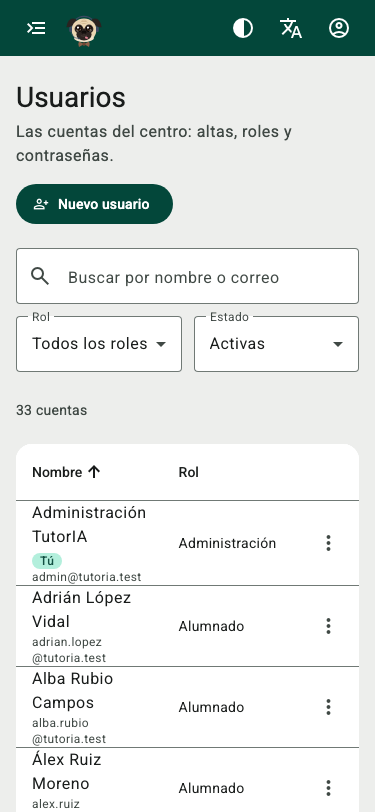 Usuarios
Las cuentas del centro: altas, roles y
contraseñas.
Nuevo usuario
Buscar por nombre o correo
Rol
Todos los roles
Estado
Activas
33 cuentas
Nombre
Rol
Administración
TutorIA
Tú
admin@tutoria.test
Administración
Adrián López
Vidal
adrian.lopez
@tutoria.test
Alumnado
Alba Rubio
Campos
alba.rubio
@tutoria.test
Alumnado
Álex Ruiz
Moreno
alex.ruiz
Alumnado